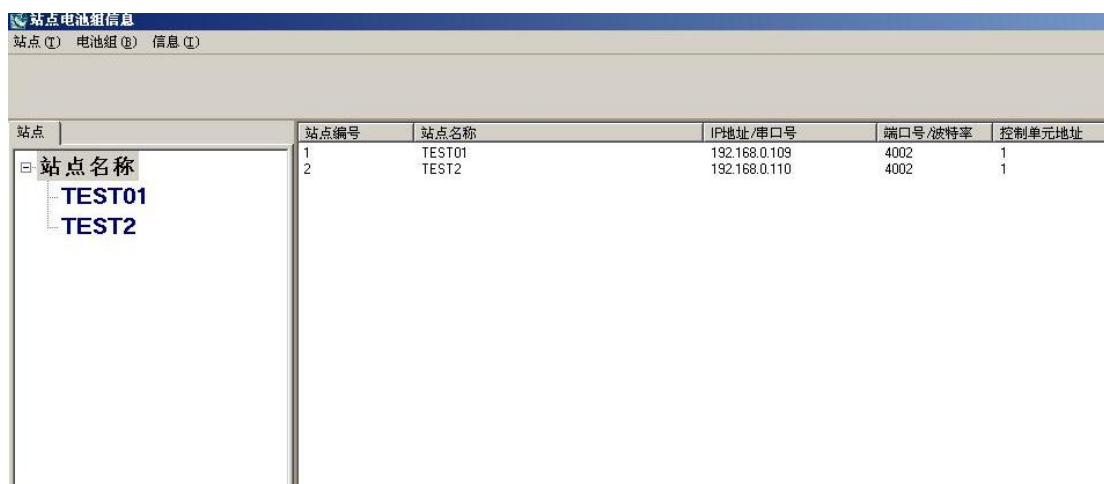 站点电池组信息
站点(T) 电池组(B) 信息(I)
站点
站点名称
TEST01
TEST2
站点编号 站点名称 IP地址/串口号 端口号/波特率 控制单元地址
1 TEST01 192.168.0.109 4002 1
2 TEST2 192.168.0.110 4002 1